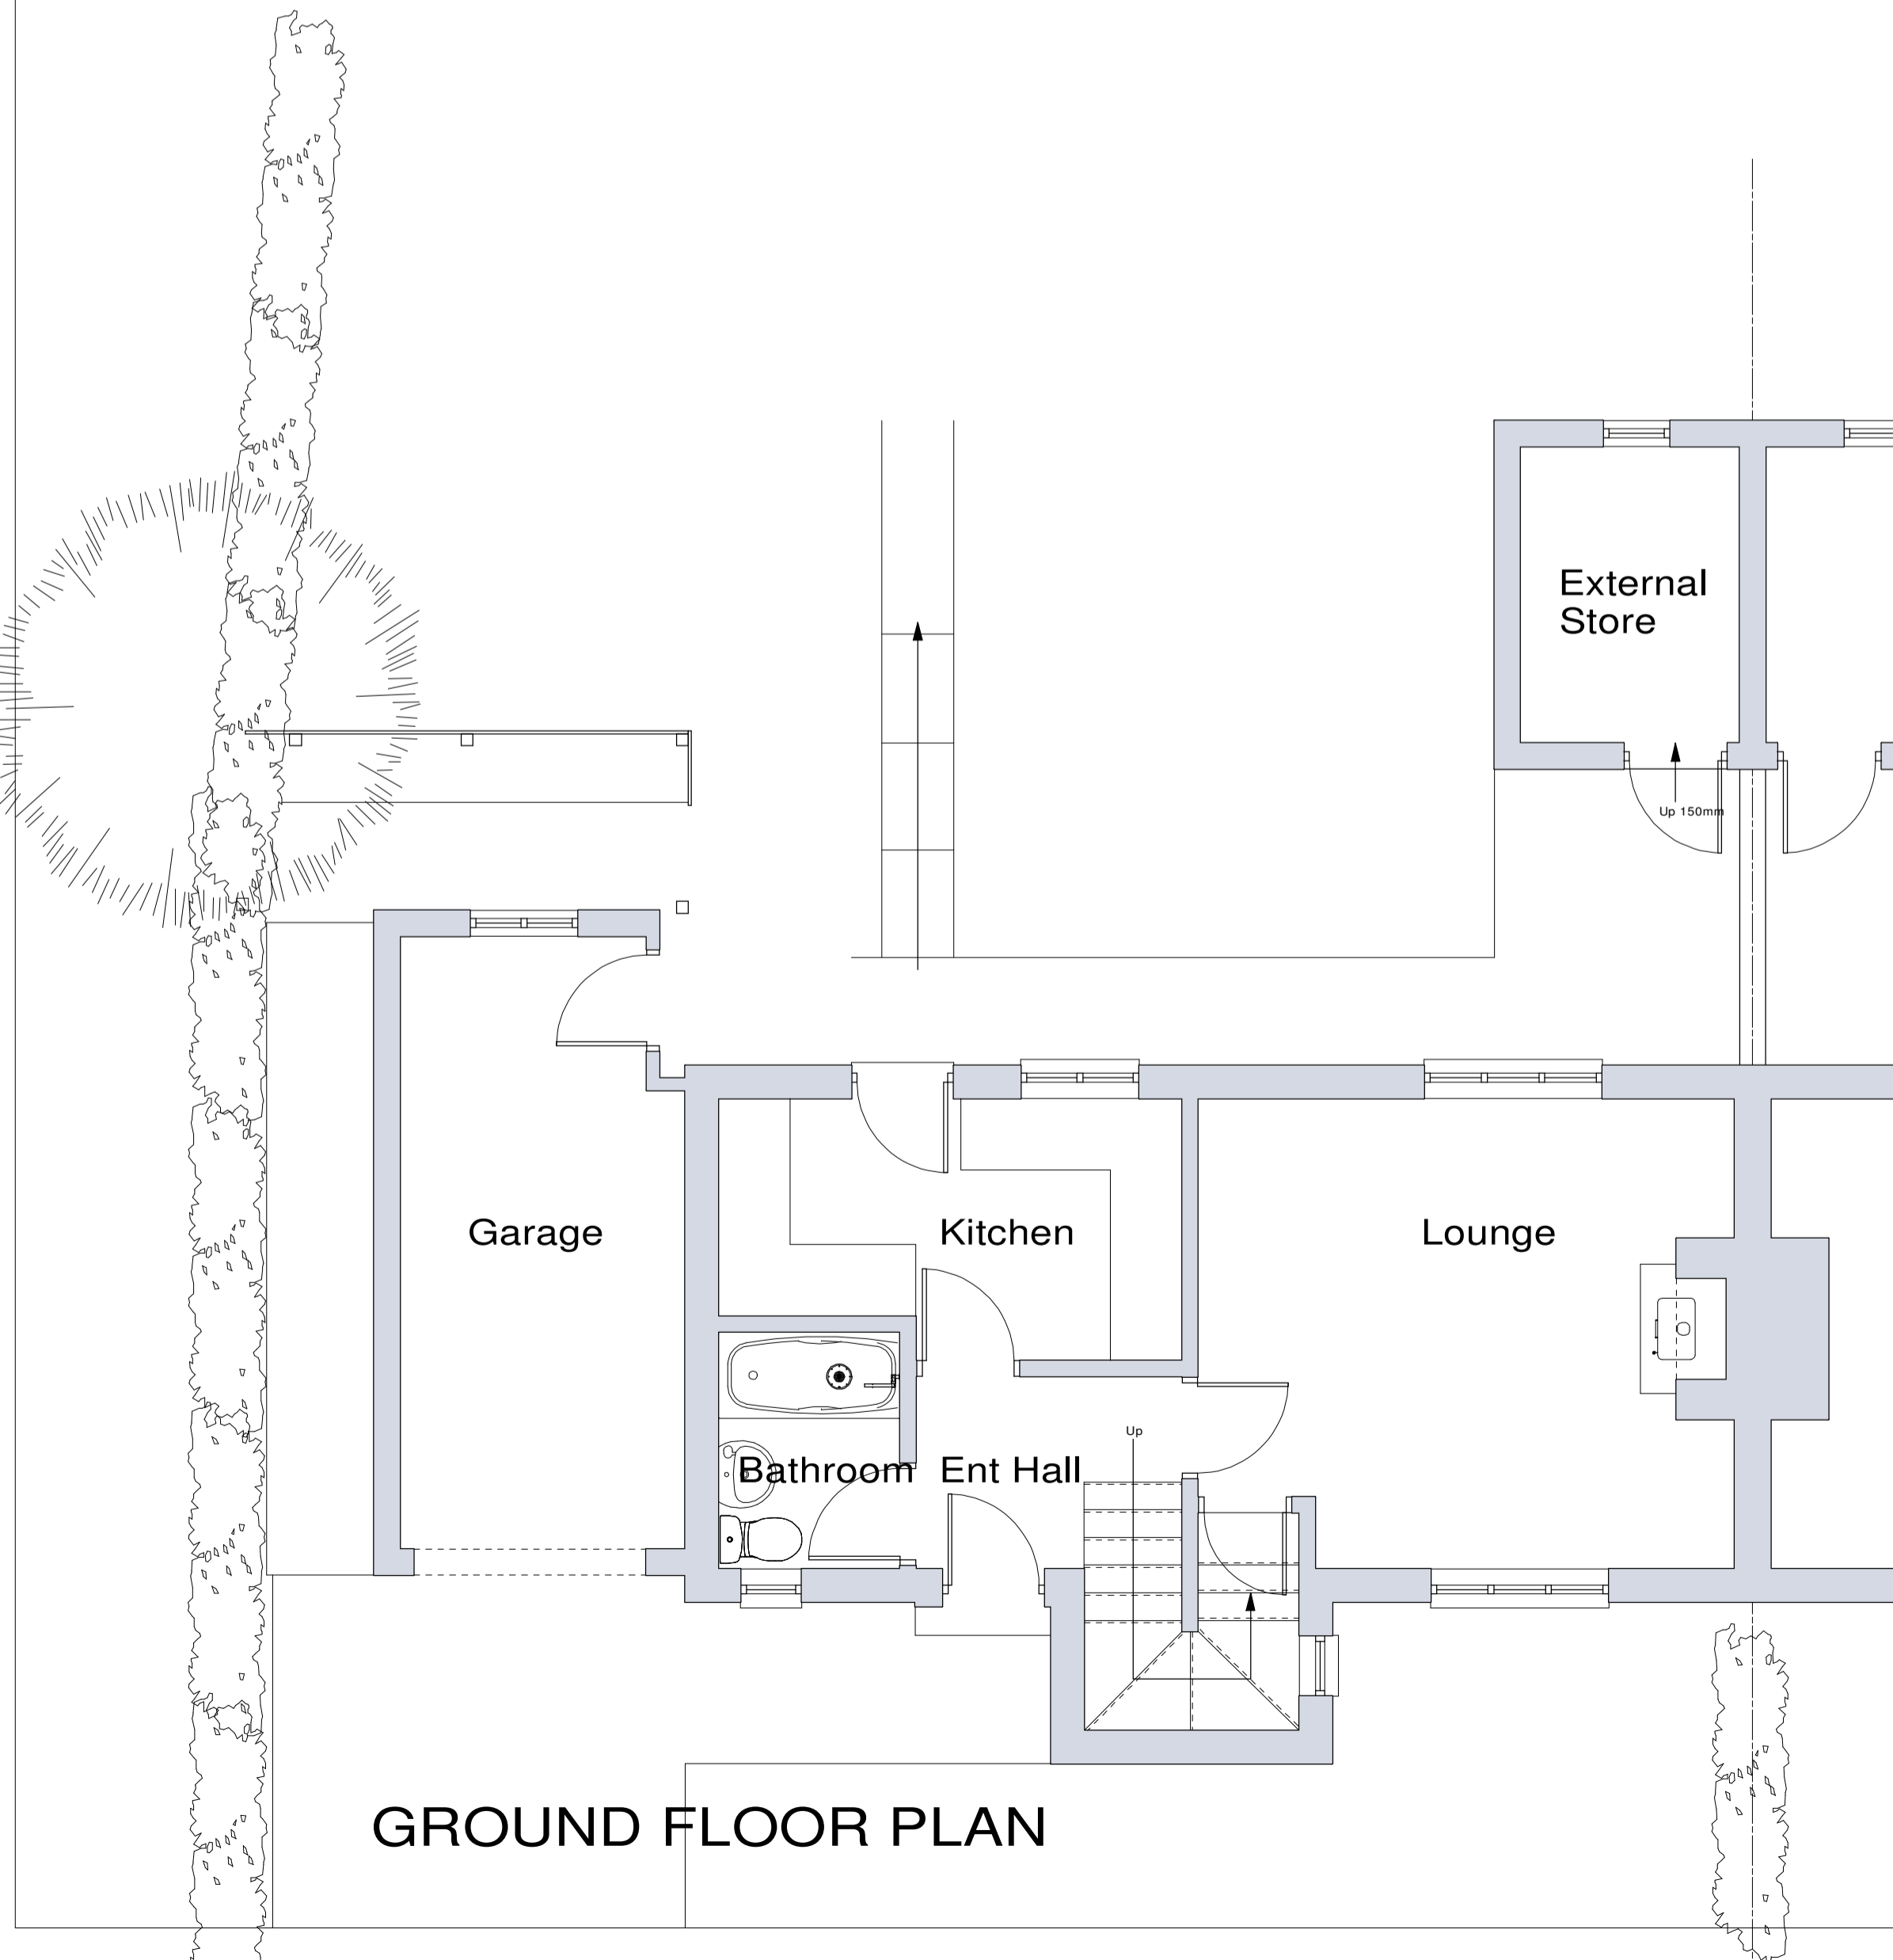 External
Store
Up 150mm
Garage
Kitchen
Lounge
Up
Bathroom
Ent Hall
GROUND FLOOR PLAN